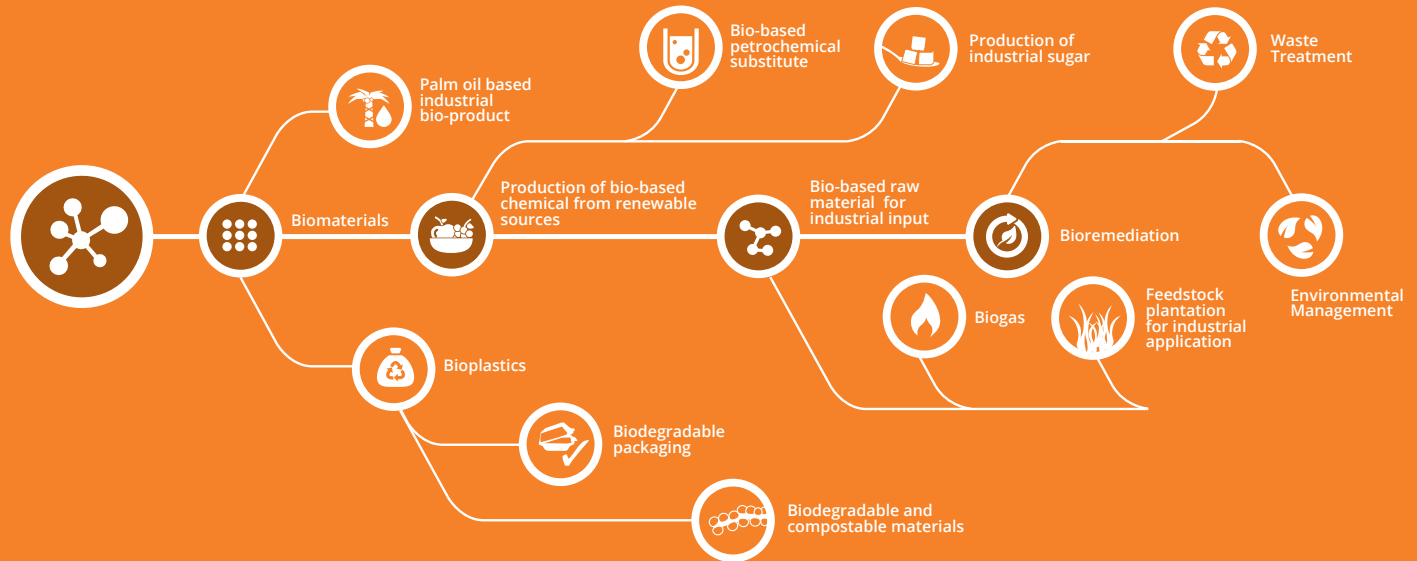 Bio-based
petrochemical
substitute
Production of
industrial sugar
Waste
Treatment
Palm oil based
industrial
bio-product
Production of bio-based
chemical from renewable
sources
Bio-based raw
material for
industrial input
Biomaterials
Bioremediation
Environmental
Management
Biogas
Feedstock
plantation
for industrial
application
Bioplastics
Biodegradable
packaging
Biodegradable and
compostable materials